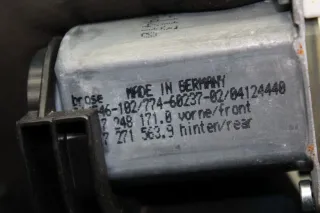 MADE IN GERMANY
brose
46-102/774-60237-02/04124440
7 248 171.0 vorne/front
7 271 563.9 hinten/rear